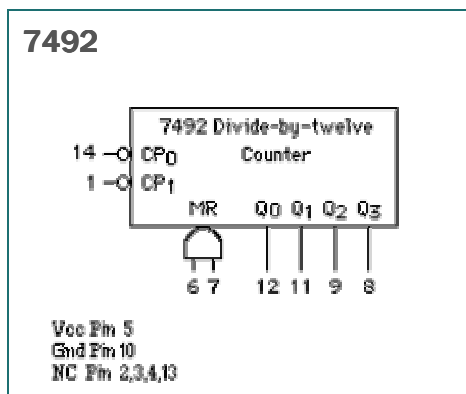 7492
7492 Divide-by-twelve
14 CP0 Counter
1 CP1
MR Q0 Q1 Q2 Q3
6 7 12 11 9 8
Vcc Pin 5
Gnd Pin 10
NC Pin 2,3,4,13